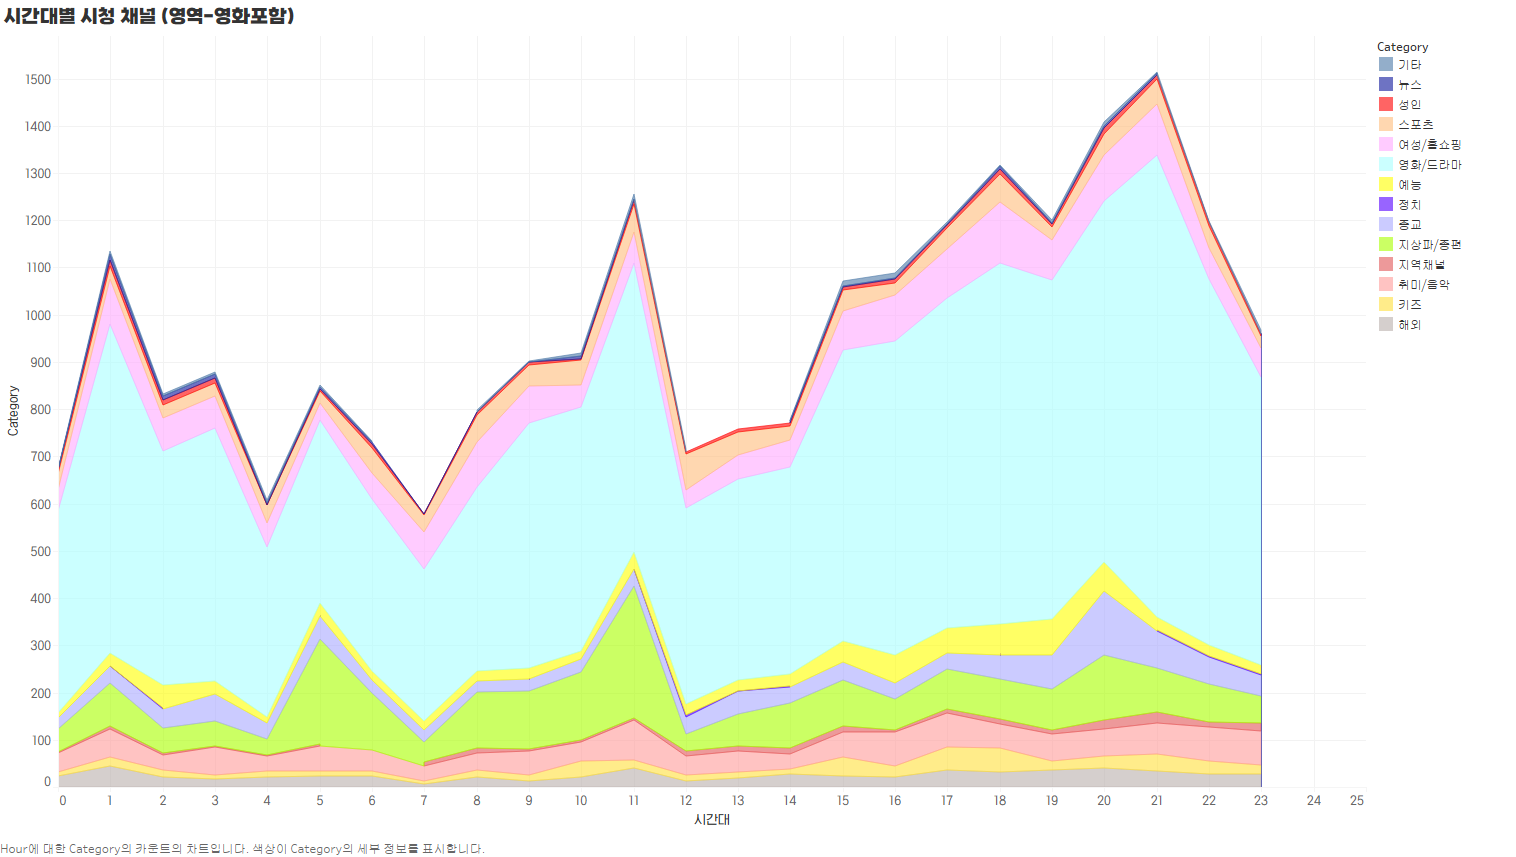 시간대별 시청 채널 (영역-영화포함)
Category
기타
뉴스
성인
스포츠
여성/홈쇼핑
영화/드라마
예능
정치
종교
지상파/종편
지역채널
취미/음악
키즈
해외
1500
1400
1300
1200
1100
1000
900
800
700
600
500
400
300
200
100
0
Category
0 1 2 3 4 5 6 7 8 9 10 11 12 13 14 15 16 17 18 19 20 21 22 23 24 25
시간대
Hour에 대한 Category의 카운트의 차트입니다. 색상이 Category의 세부 정보를 표시합니다.